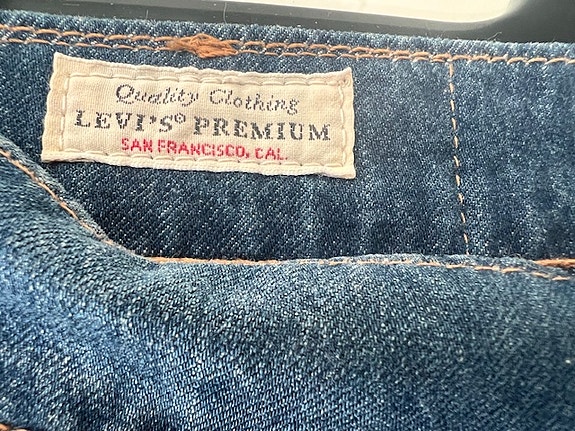 Quality Clothing
LEVI'S® PREMIUM
SAN FRANCISCO, CAL.